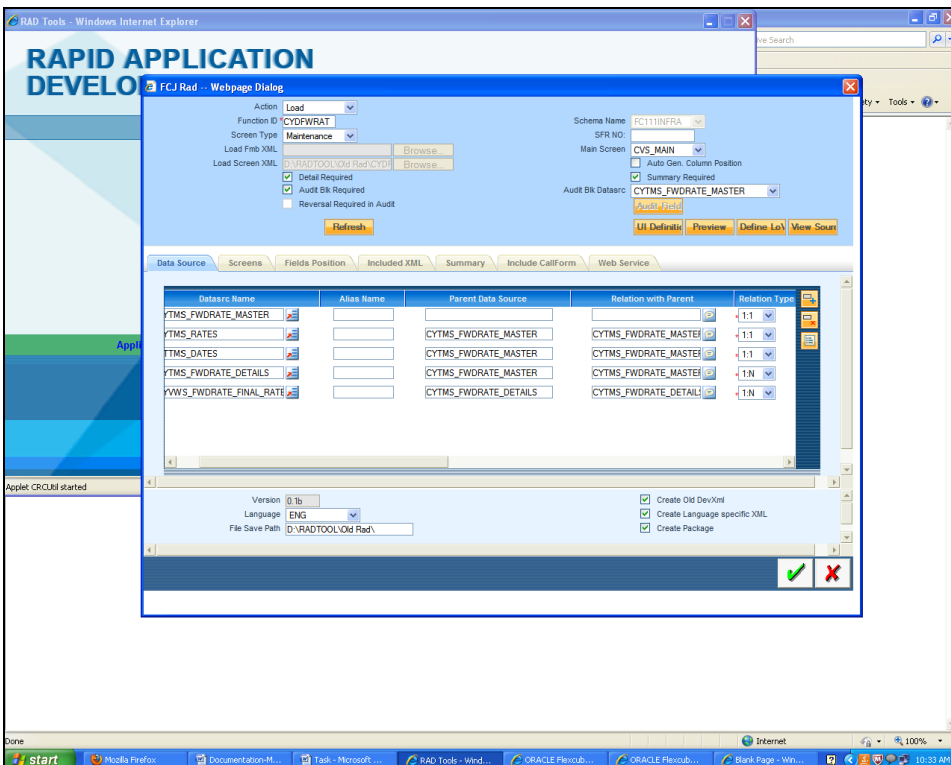 RAD Tools - Windows Internet Explorer
ve Search
RAPID APPLICATION
DEVELO
ety Tools
FCJ Rad -- Webpage Dialog
Action Load
Function ID *CYDFWRAT
Schema Name FC111INFRA
Screen Type Maintenance
SFR NO:
Load Fmb XML Browse...
Main Screen CVS_MAIN
Load Screen XML D:\RADTOOL\Old Rad\CYDF Browse...
Auto Gen. Column Position
Detail Required
Summary Required
Audit Blk Required
Audit Blk Datasrc CYTMS_FWDRATE_MASTER
Reversal Required in Audit
Audit Field
Refresh
UI Definitic Preview Define LoV View Sour
Data Source Screens Fields Position Included XML Summary Include CallForm Web Service
Datasrc Name Alias Name Parent Data Source Relation with Parent Relation Type
YTMS_FWDRATE_MASTER * 1:1
YTMS_RATES CYTMS_FWDRATE_MASTER CYTMS_FWDRATE_MASTEF * 1:1
Appli
TTMS_DATES CYTMS_FWDRATE_MASTER CYTMS_FWDRATE_MASTEF * 1:1
YTMS_FWDRATE_DETAILS CYTMS_FWDRATE_MASTER CYTMS_FWDRATE_MASTEF * 1:N
YVWS_FWDRATE_FINAL_RATE CYTMS_FWDRATE_DETAILS CYTMS_FWDRATE_DETAIL * 1:N
Applet CRCUtil started
Version 0.1b
Create Old DevXml
Language ENG
Create Language specific XML
File Save Path D:\RADTOOL\Old Rad\
Create Package
Done
Internet
100%
start
Mozilla Firefox
Documentation-M...
Task - Microsoft ...
RAD Tools - Wind...
ORACLE Flexcub...
ORACLE Flexcub...
Blank Page - Win...
10:33 AM